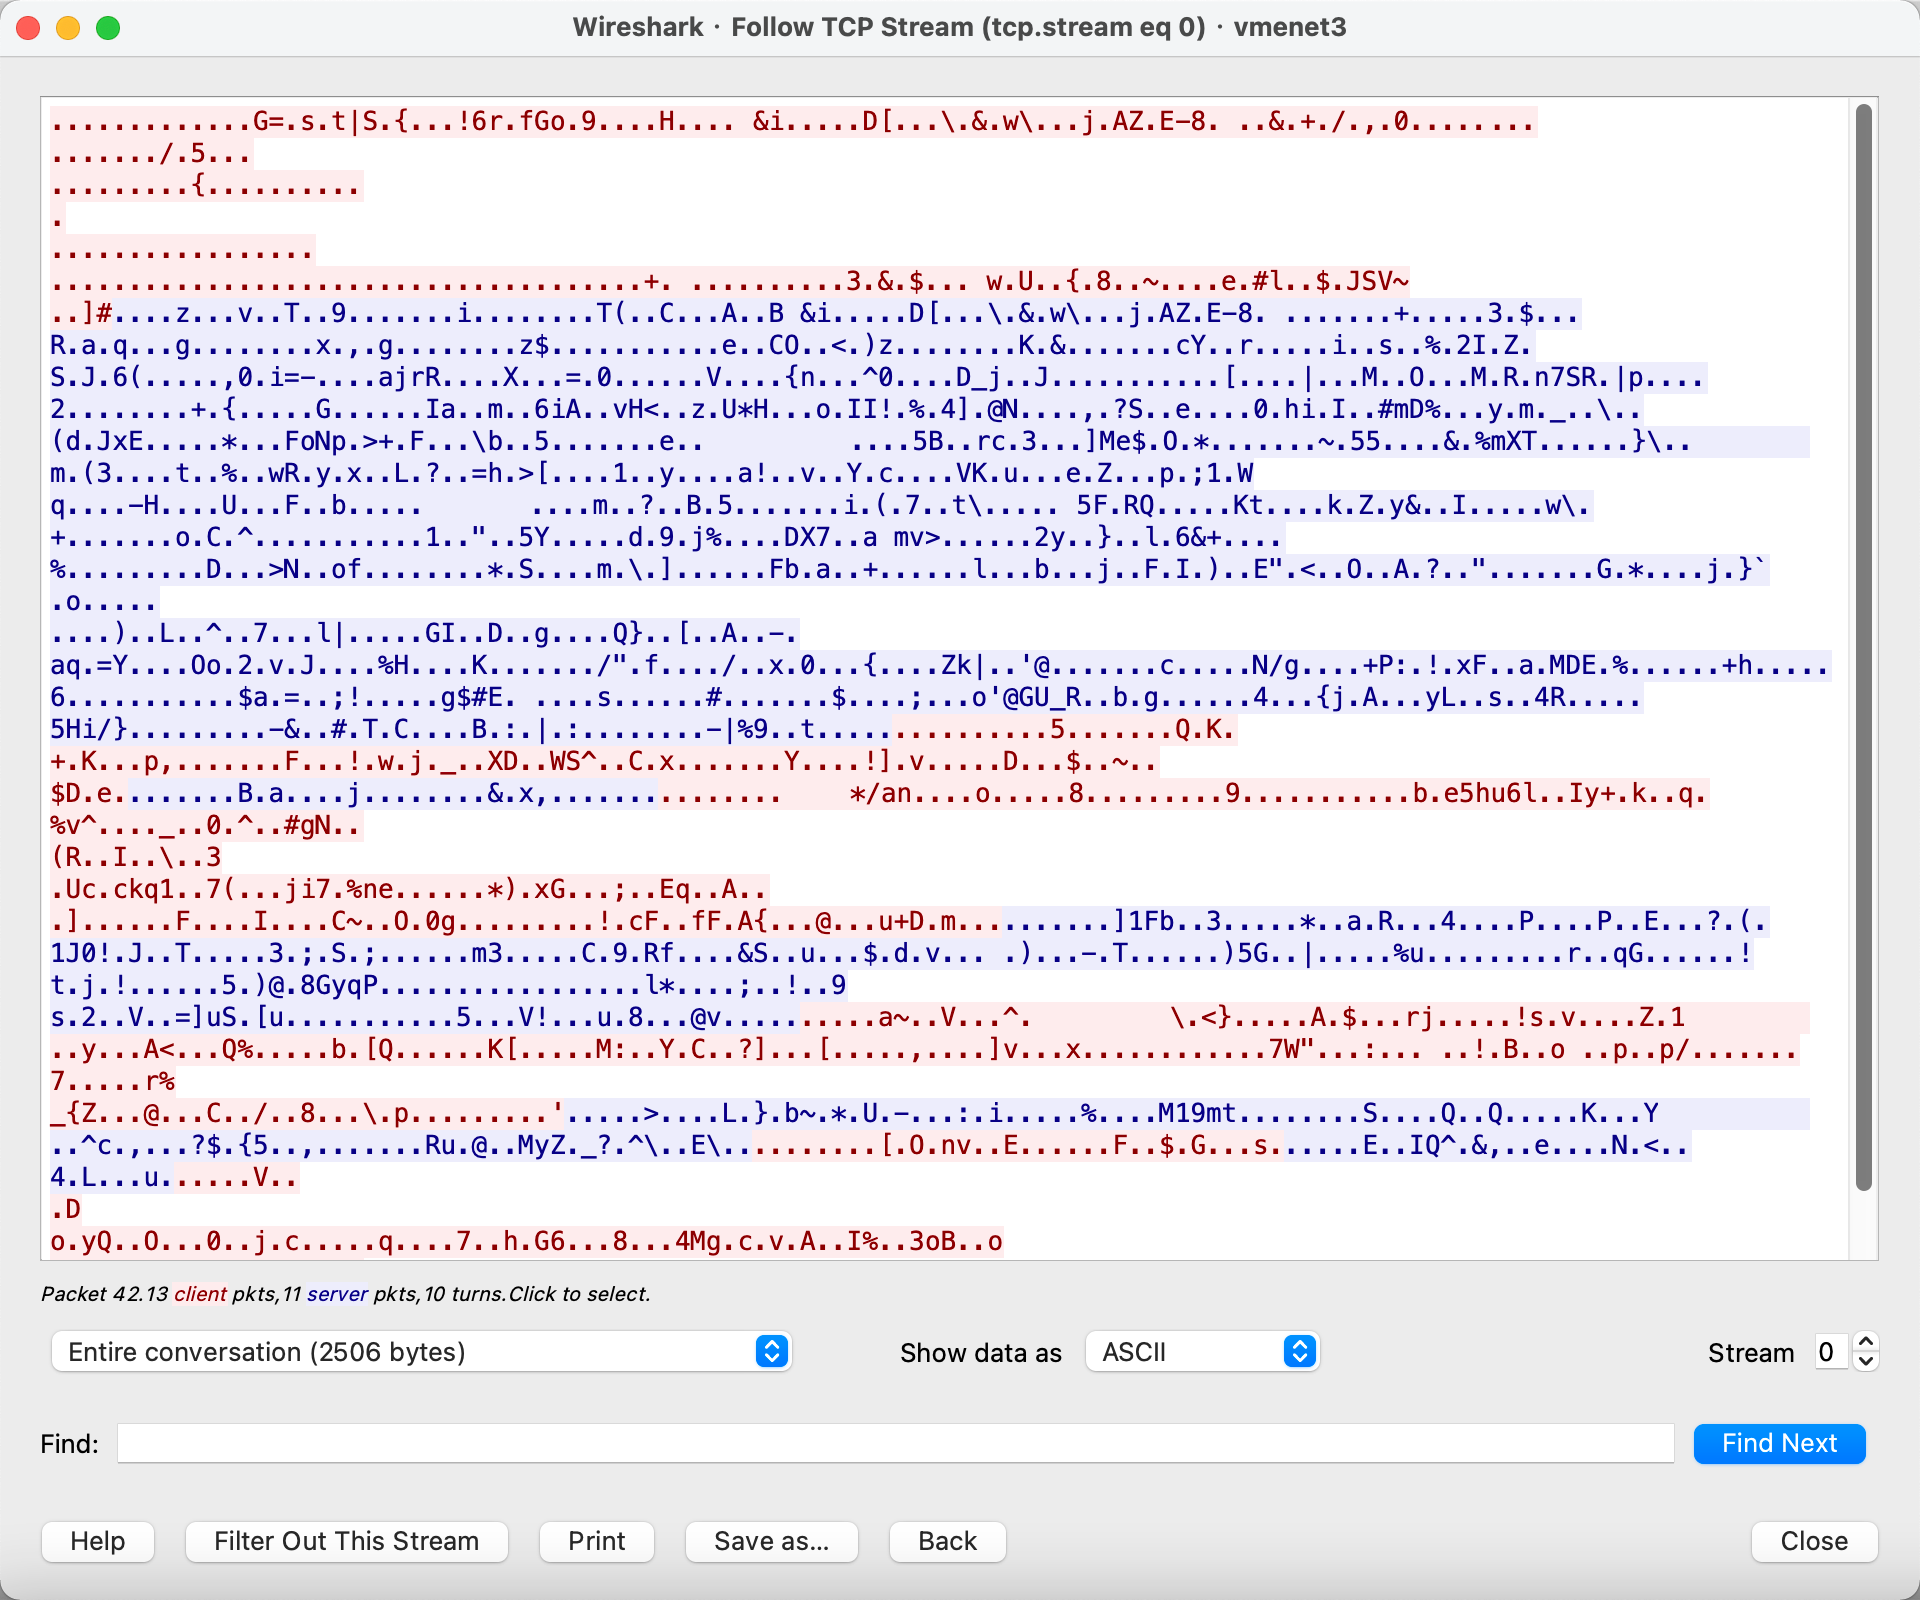 Wireshark · Follow TCP Stream (tcp.stream eq 0) · vmenet3
.............G=.s.t|S.{...!6r.fGo.9....H.... &i.....D[...\.&.w\...j.AZ.E-8. ..&.+./.,.0........
......./.5...
.........{..........
.
.................
......................................+. ..........3.&.$... w.U..{.8..~....e.#l..$.JSV~
..]#....z...v..T..9.......i........T(..C...A..B &i.....D[...\.&.w\...j.AZ.E-8. .......+.....3.$...
R.a.q...g........x.,.g........z$...........e..CO..<.)z........K.&.......cY..r.....i..s..%.2I.Z.
S.J.6(.....,0.i=-....ajrR....X...=.0......V....{n...^0....D_j..J...........[....|...M..O...M.R.n7SR.|p....
2........+.{.....G......Ia..m..6iA..vH<..z.U*H...o.II!.%.4].@N....,.?S..e....0.hi.I..#mD%...y.m._..\..
(d.JxE.....*...FoNp.>+.F...\b..5.......e..	....5B..rc.3...]Me$.O.*.......~.55....&.%mXT......}\..
m.(3....t..%..wR.y.x..L.?..=h.>[....1..y....a!..v..Y.c....VK.u...e.Z...p.;1.W
q....-H....U...F..b.....	....m..?..B.5.......i.(.7..t\..... 5F.RQ.....Kt....k.Z.y&..I.....w\.
+.......o.C.^...........1.."..5Y.....d.9.j%....DX7..a mv>......2y..}..l.6&+....
%.........D...>N..of........*.S....m.\.]......Fb.a..+......l...b...j..F.I.)..E".<..O..A.?..".......G.*....j.}`
.o.....
....)..L..^..7...l|.....GI..D..g....Q}..[..A..-.
aq.=Y....Oo.2.v.J....%H....K......./".f..../..x.0...{....Zk|..'@.......c.....N/g....+P:.!.xF..a.MDE.%......+h.....
6...........$a.=..;!.....g$#E. ....s......#.......$....;...o'@GU_R..b.g......4...{j.A...yL..s..4R.....
5Hi/}.........-&..#.T.C....B.:.|.:........-|%9..t...............5.......Q.K.
+.K...p,.......F...!.w.j._..XD..WS^..C.x.......Y....!].v.....D...$..~..
$D.e........B.a....j........&.x,...............	*/an....o.....8.........9...........b.e5hu6l..Iy+.k..q.
%v^...._..0.^..#gN..
(R..I..\..3
.Uc.ckq1..7(...ji7.%ne......*).xG...;..Eq..A..
.]......F....I....C~..O.0g.........!.cF..fF.A{...@...u+D.m..........]1Fb..3.....*..a.R...4....P....P..E...?.(.
1J0!.J..T.....3.;.S.;......m3.....C.9.Rf....&S..u...$.d.v... .)...-.T......)5G..|.....%u.........r..qG......!
t.j.!......5.)@.8GyqP.................l*....;..!..9
s.2..V..=]uS.[u...........5...V!...u.8...@v..........a~..V...^.	\.<}.....A.$...rj.....!s.v....Z.1
..y...A<...Q%.....b.[Q......K[.....M:..Y.C..?]...[.....,....]v...x............7W"...:... ..!.B..o ..p..p/.......
7.....r%
_{Z...@...C../..8...\.p.........'.....>....L.}.b~.*.U.-...:.i.....%....M19mt........S....Q..Q.....K...Y
..^c.,...?$.{5..,.......Ru.@..MyZ._?.^\..E\..........[.O.nv..E......F..$.G...s.......E..IQ^.&,..e....N.<..
4.L...u.......V..
.D
o.yQ..O...0..j.c.....q....7..h.G6...8...4Mg.c.v.A..I%..3oB..o
Packet 42.13 client pkts,11 server pkts,10 turns.Click to select.
Entire conversation (2506 bytes) Show data as ASCII Stream 0
Find: Find Next
Help Filter Out This Stream Print Save as... Back Close